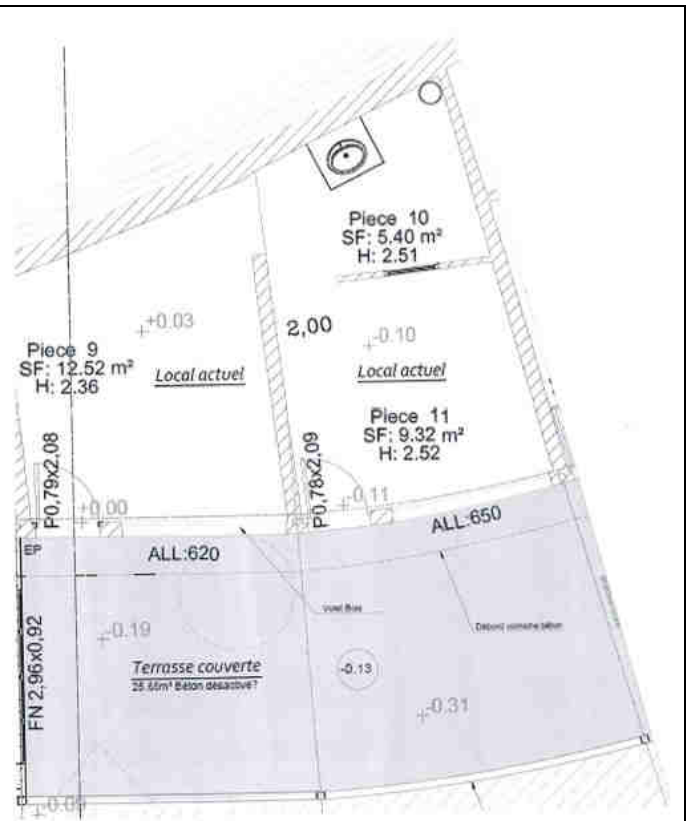 Piece 10
SF: 5.40 m²
H: 2.51
+0.03
2,00
-0.10
Piece 9
SF: 12.52 m²
H: 2.36
Local actuel
Local actuel
Piece 11
SF: 9.32 m²
H: 2.52
P0,79x2,08
P0,78x2,09
+0.00
-0.11
EP
ALL:620
ALL:650
Volet Bois
FN 2,96x0,92
-0.19
Terrasse couverte
Béton désactivé?
-0.13
-0.31